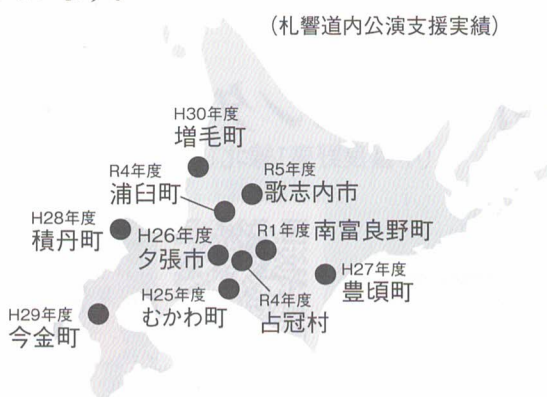 （札響道内公演支援実績）
H30年度
増毛町
R4年度
浦臼町
R5年度
歌志内市
H28年度
積丹町
H26年度
夕張市
R1年度 南富良野町
H27年度
豊頃町
H25年度
むかわ町
R4年度
占冠村
H29年度
今金町